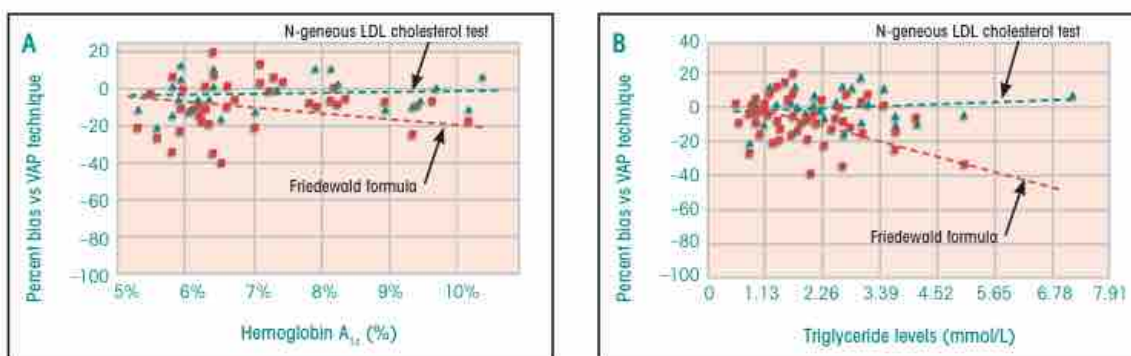 A
N-geneous LDL cholesterol test
Percent bias vs VAP technique
20
0
-20
-40
-60
-80
-100
Friedewald formula
5% 6% 7% 8% 9% 10%
Hemoglobin A1c (%)
B
N-geneous LDL cholesterol test
Percent bias vs VAP technique
40
20
0
-20
-40
-60
-80
-100
Friedewald formula
0 1.13 2.26 3.39 4.52 5.65 6.78 7.91
Triglyceride levels (mmol/L)